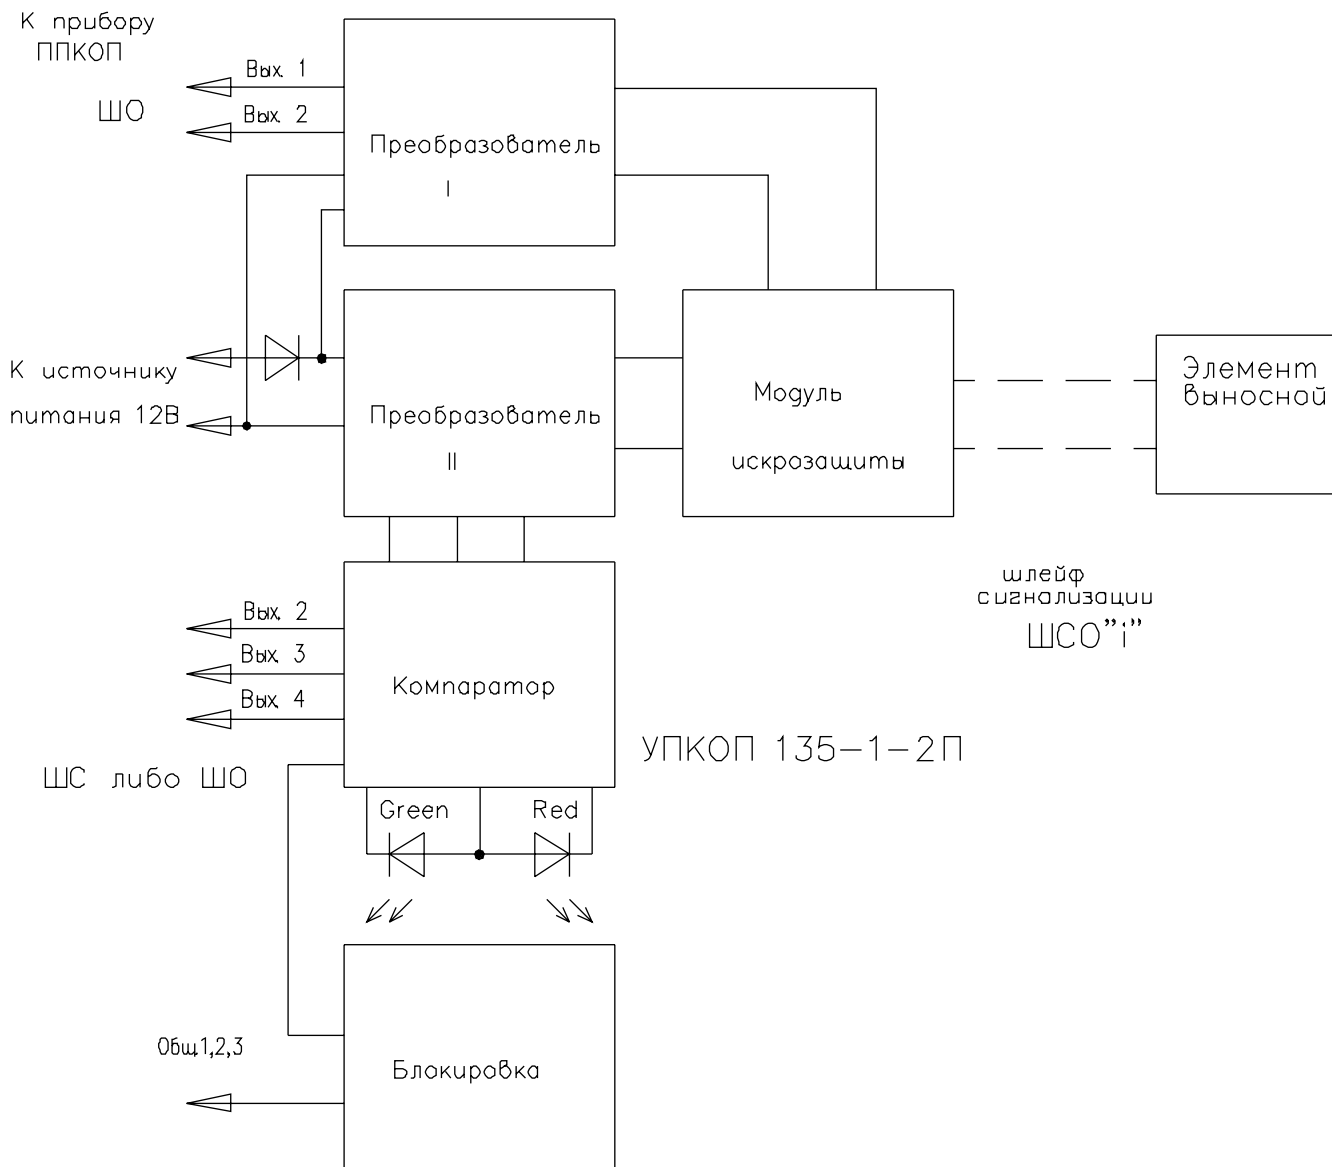 К прибору
ППКОП
Вых. 1
ШО
Вых. 2
Преобразователь
I
К источнику
питания 12В
Преобразователь
II
Модуль
искрозащиты
Элемент
выносной
шлейф
сигнализации
ШСО"i"
Вых. 2
Вых. 3
Вых. 4
Компаратор
УПКОП 135-1-2П
ШС либо ШО
Green
Red
Общ.1,2,3
Блокировка